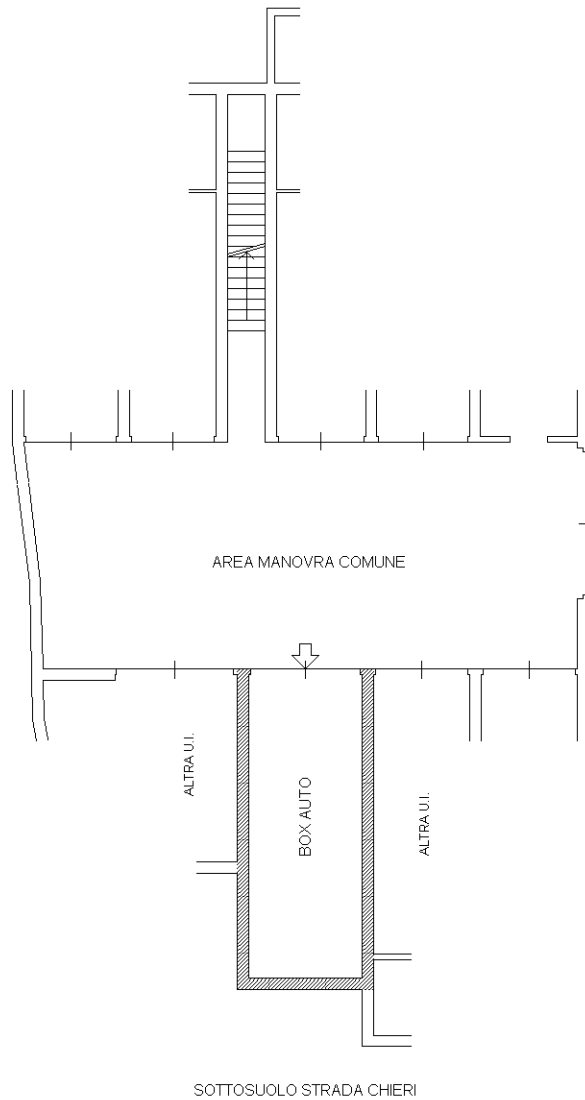 AREA MANOVRA COMUNE
ALTRA U.I.
BOX AUTO
ALTRA U.I.
SOTTOSUOLO STRADA CHIERI